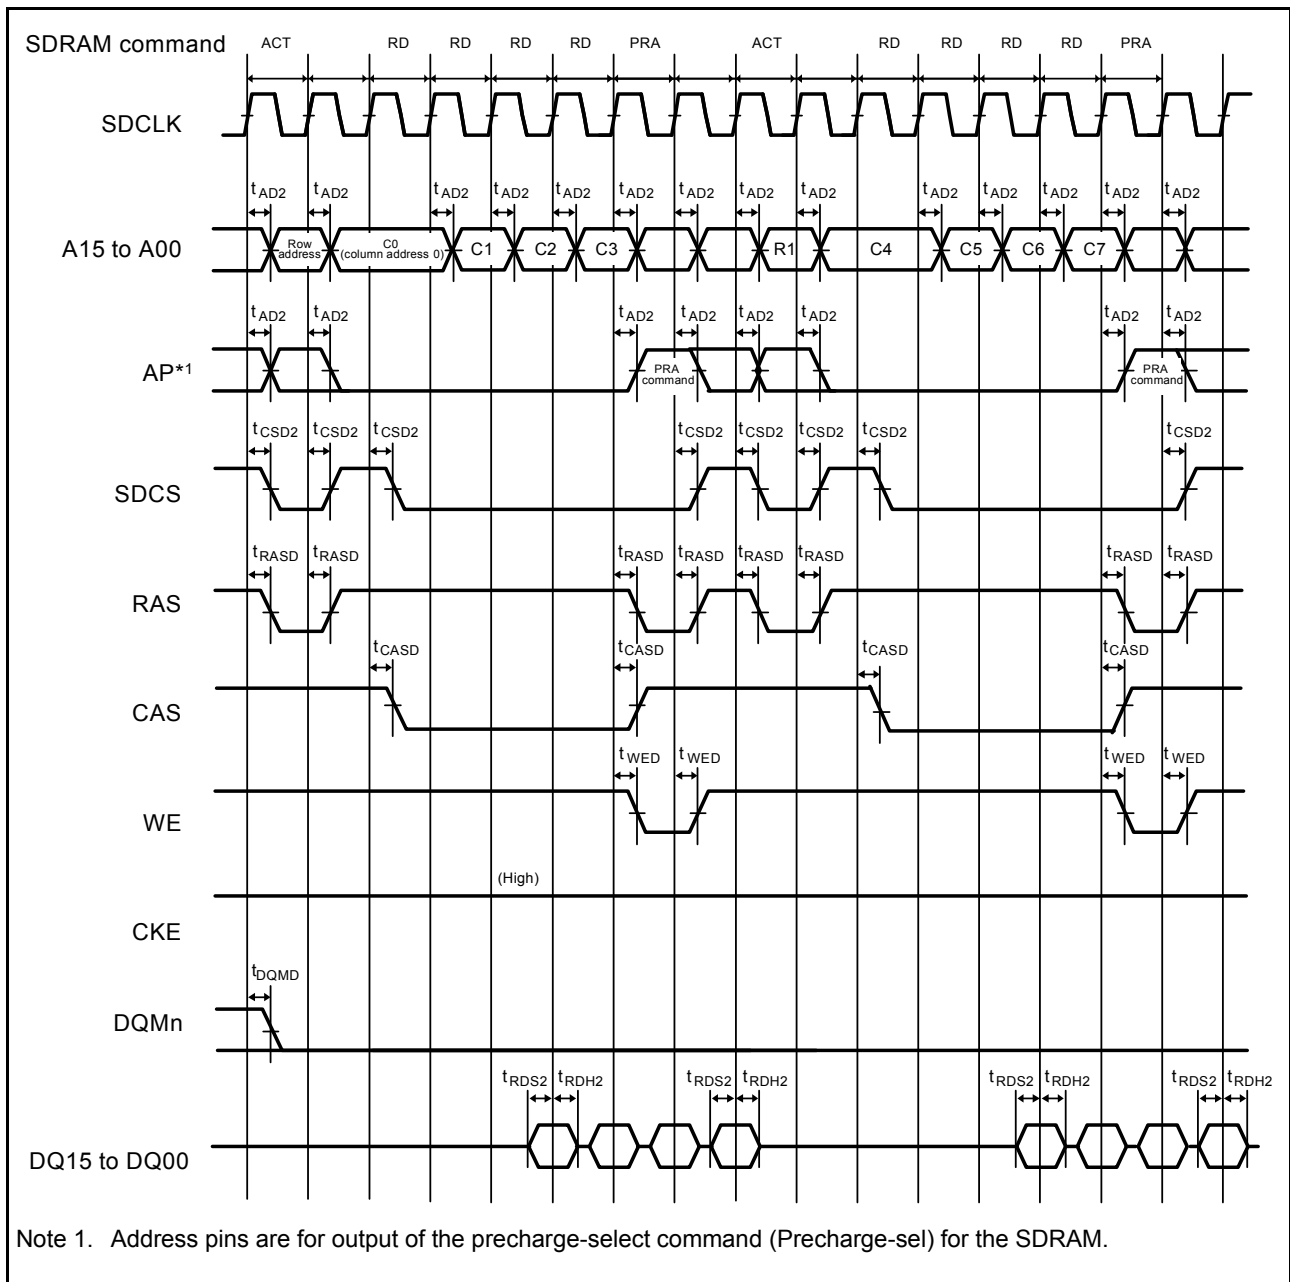 SDRAM command ACT RD RD RD RD PRA ACT RD RD RD RD PRA
SDCLK
tAD2 tAD2 tAD2 tAD2 tAD2 tAD2 tAD2 tAD2 tAD2 tAD2 tAD2 tAD2 tAD2 tAD2
A15 to A00 Row address C0 (column address 0) C1 C2 C3 R1 C4 C5 C6 C7
tAD2 tAD2 tAD2 tAD2 tAD2 tAD2 tAD2 tAD2
AP*1 PRA command PRA command
tCSD2 tCSD2 tCSD2 tCSD2 tCSD2 tCSD2 tCSD2 tCSD2
SDCS
tRASD tRASD tRASD tRASD tRASD tRASD tRASD tRASD
RAS
tCASD tCASD tCASD tCASD
CAS
tWED tWED tWED tWED
WE
(High)
CKE
tDQMD
DQMn
tRDS2 tRDH2 tRDS2 tRDH2 tRDS2 tRDH2 tRDS2 tRDH2
DQ15 to DQ00
Note 1. Address pins are for output of the precharge-select command (Precharge-sel) for the SDRAM.